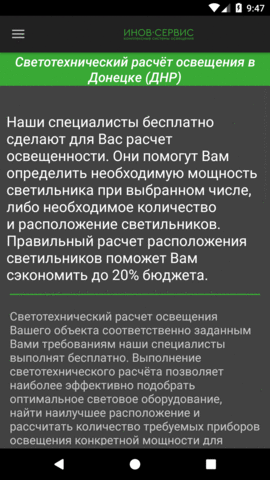 9:47
ИНОВ-СЕРВИС
Светотехнический расчёт освещения в
Донецке (ДНР)
Наши специалисты бесплатно
сделают для Вас расчет
освещенности. Они помогут Вам
определить необходимую мощность
светильника при выбранном числе,
либо необходимое количество
и расположение светильников.
Правильный расчет расположения
светильников поможет Вам
сэкономить до 20% бюджета.
Светотехнический расчет освещения
Вашего объекта соответственно заданным
Вами требованиям наши специалисты
выполнят бесплатно. Выполнение
светотехнического расчёта позволяет
наиболее эффективно подобрать
оптимальное световое оборудование,
найти наилучшее расположение и
рассчитать количество требуемых приборов
освещения конкретной мощности для